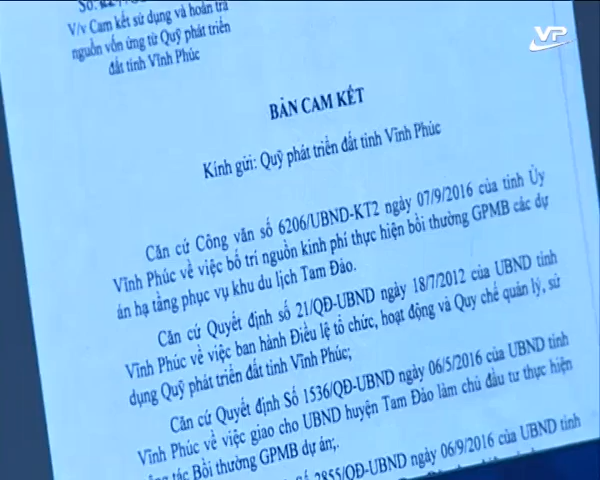 Số:
VP
V/v Cam kết sử dụng và hoàn trả
nguồn vốn ứng từ Quỹ phát triển
đất tỉnh Vĩnh Phúc
BẢN CAM KẾT
Kính gửi: Quỹ phát triển đất tỉnh Vĩnh Phúc
Căn cứ Công văn số 6206/UBND-KT2 ngày 07/9/2016 của tỉnh Ủy
Vĩnh Phúc về việc bố trí nguồn kinh phí thực hiện bồi thường GPMB các dự
án hạ tầng phục vụ khu du lịch Tam Đảo.
Căn cứ Quyết định số 21/QĐ-UBND ngày 18/7/2012 của UBND tỉnh
Vĩnh Phúc về việc ban hành Điều lệ tổ chức, hoạt động và Quy chế quản lý, sử
dụng Quỹ phát triển đất tỉnh Vĩnh Phúc;
Căn cứ Quyết định Số 1536/QĐ-UBND ngày 06/5/2016 của UBND tỉnh
Vĩnh Phúc về việc giao cho UBND huyện Tam Đảo làm chủ đầu tư thực hiện
tác Bồi thường GPMB dự án;.
số 2855/QĐ-UBND ngày 06/9/2016 của UBND tỉnh